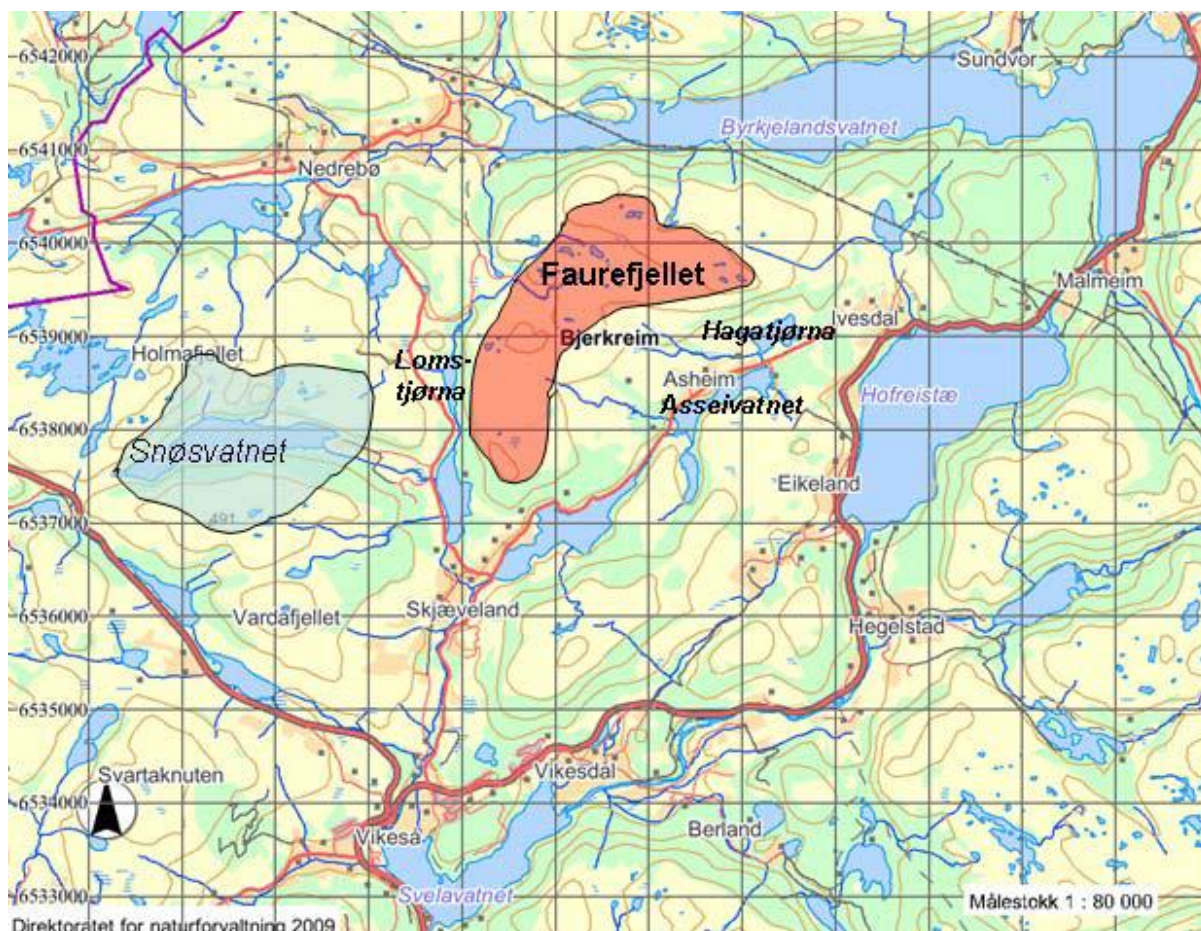 6542000
Sundvor
Byrkjelandsvatnet
6541000
Nedrebø
6540000
Faurefjellet
Malmeim
Ivesdal
6539000
Bjerkreim
Hagatjørna
Holmafjellet
Loms-
tjørna
Asheim
Hofreistæ
Asseivatnet
6538000
Snøsvatnet
Eikeland
491
6537000
Vardafjellet
Skjæveland
6536000
Hegelstad
6535000
Svartaknuten
Vikesdal
6534000
Vikeså
Berland
6533000
Svelavatnet
Målestokk 1 : 80 000
Direktoratet for naturforvaltning 2009